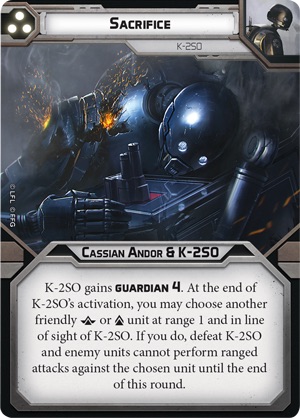 SACRIFICE
K-2SO
© LFL © FFG
CASSIAN ANDOR & K-2SO
K-2SO gains GUARDIAN 4. At the end of
K-2SO's activation, you may choose another
friendly or unit at range 1 and in line
of sight of K-2SO. If you do, defeat K-2SO
and enemy units cannot perform ranged
attacks against the chosen unit until the end
of this round.